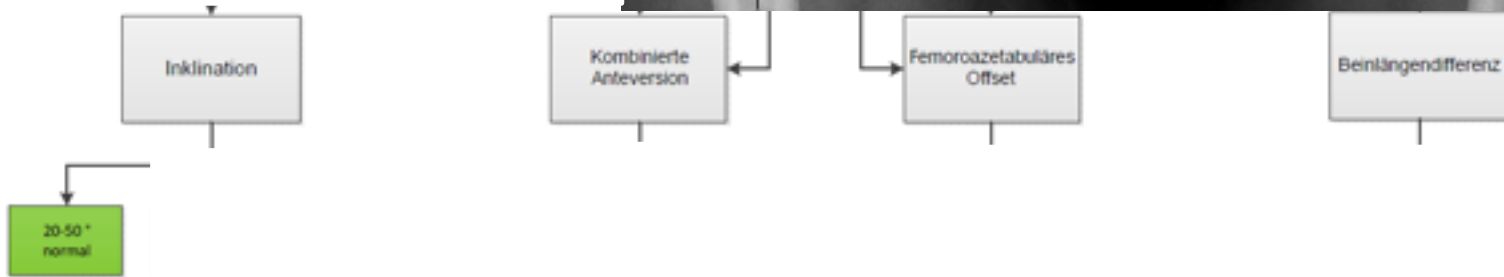 Inklination
Kombinierte
Anteversion
Femoroazetabuläres
Offset
Beinlängendifferenz
20-50 °
normal